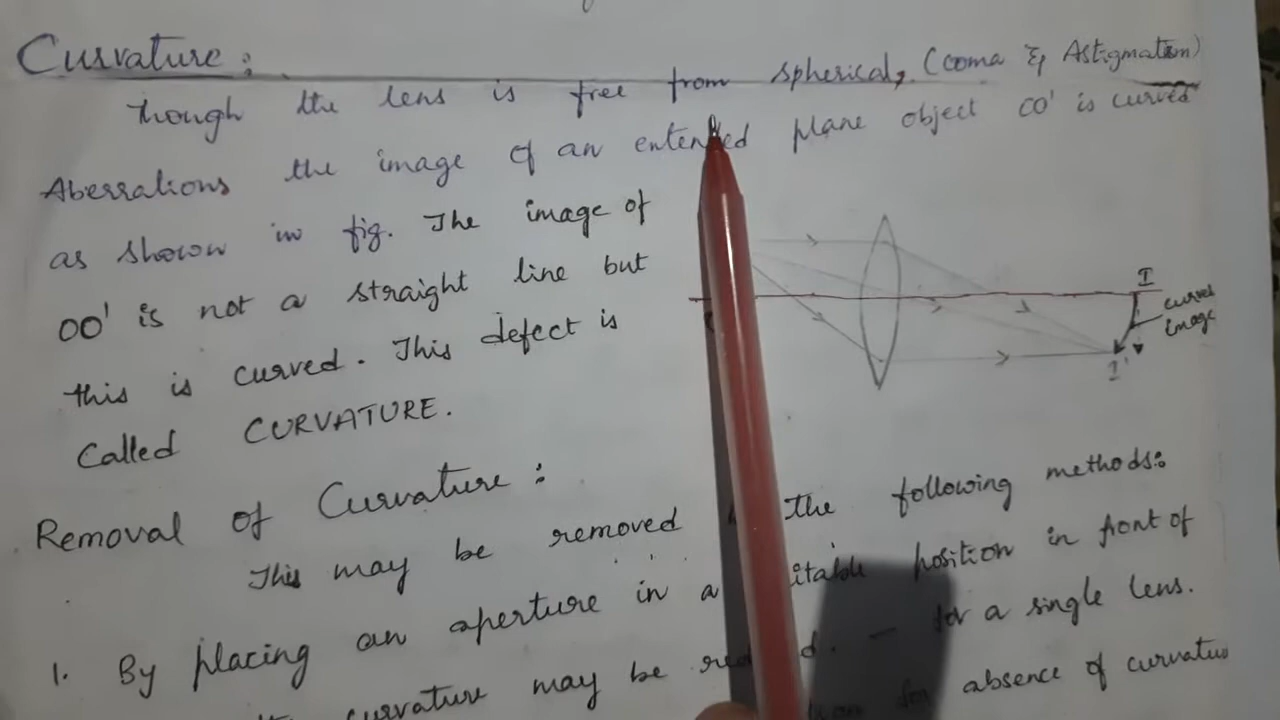 Curvature :
Though the lens is free from spherical, Cooma & Astigmatism
Aberrations the image of an extended plane object OO' is curved
as shown in fig. The image of
OO' is not a straight line but
this is curved. This defect is
Called CURVATURE.
I
curved
image
I'
Removal of Curvature :
This may be removed the following methods:
1. By placing an aperture in a position in front of
curvature may be - for a single lens.
for absence of curvature